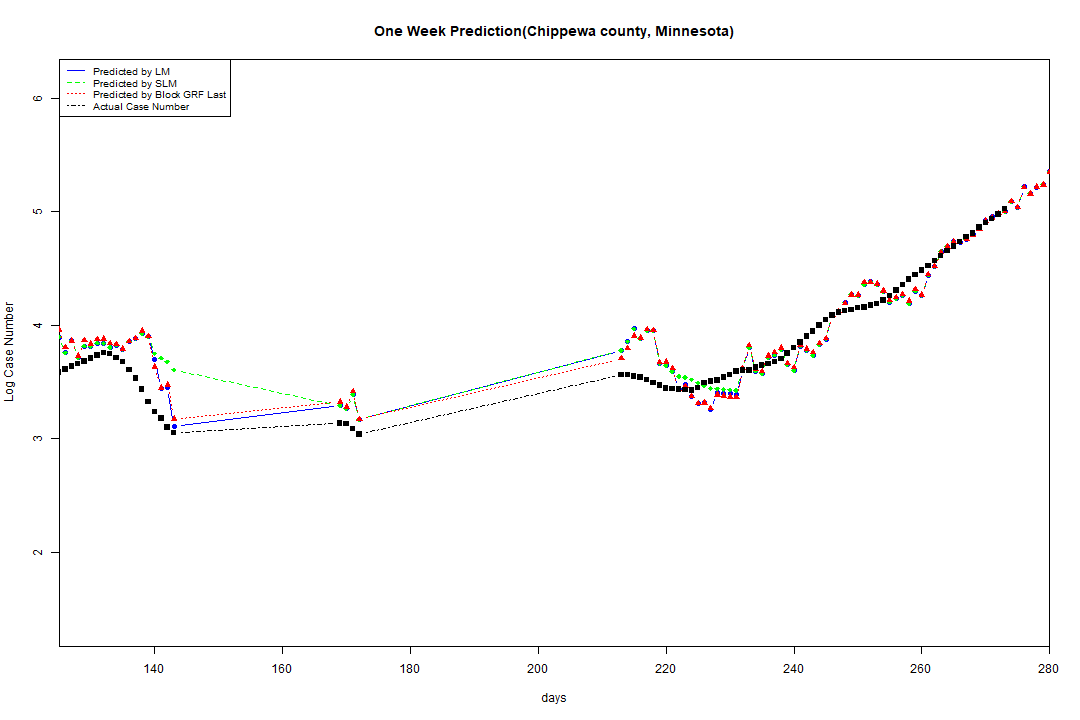 One Week Prediction(Chippewa county, Minnesota)
Predicted by LM
Predicted by SLM
Predicted by Block GRF Last
Actual Case Number
Log Case Number
6
5
4
3
2
140 160 180 200 220 240 260 280
days